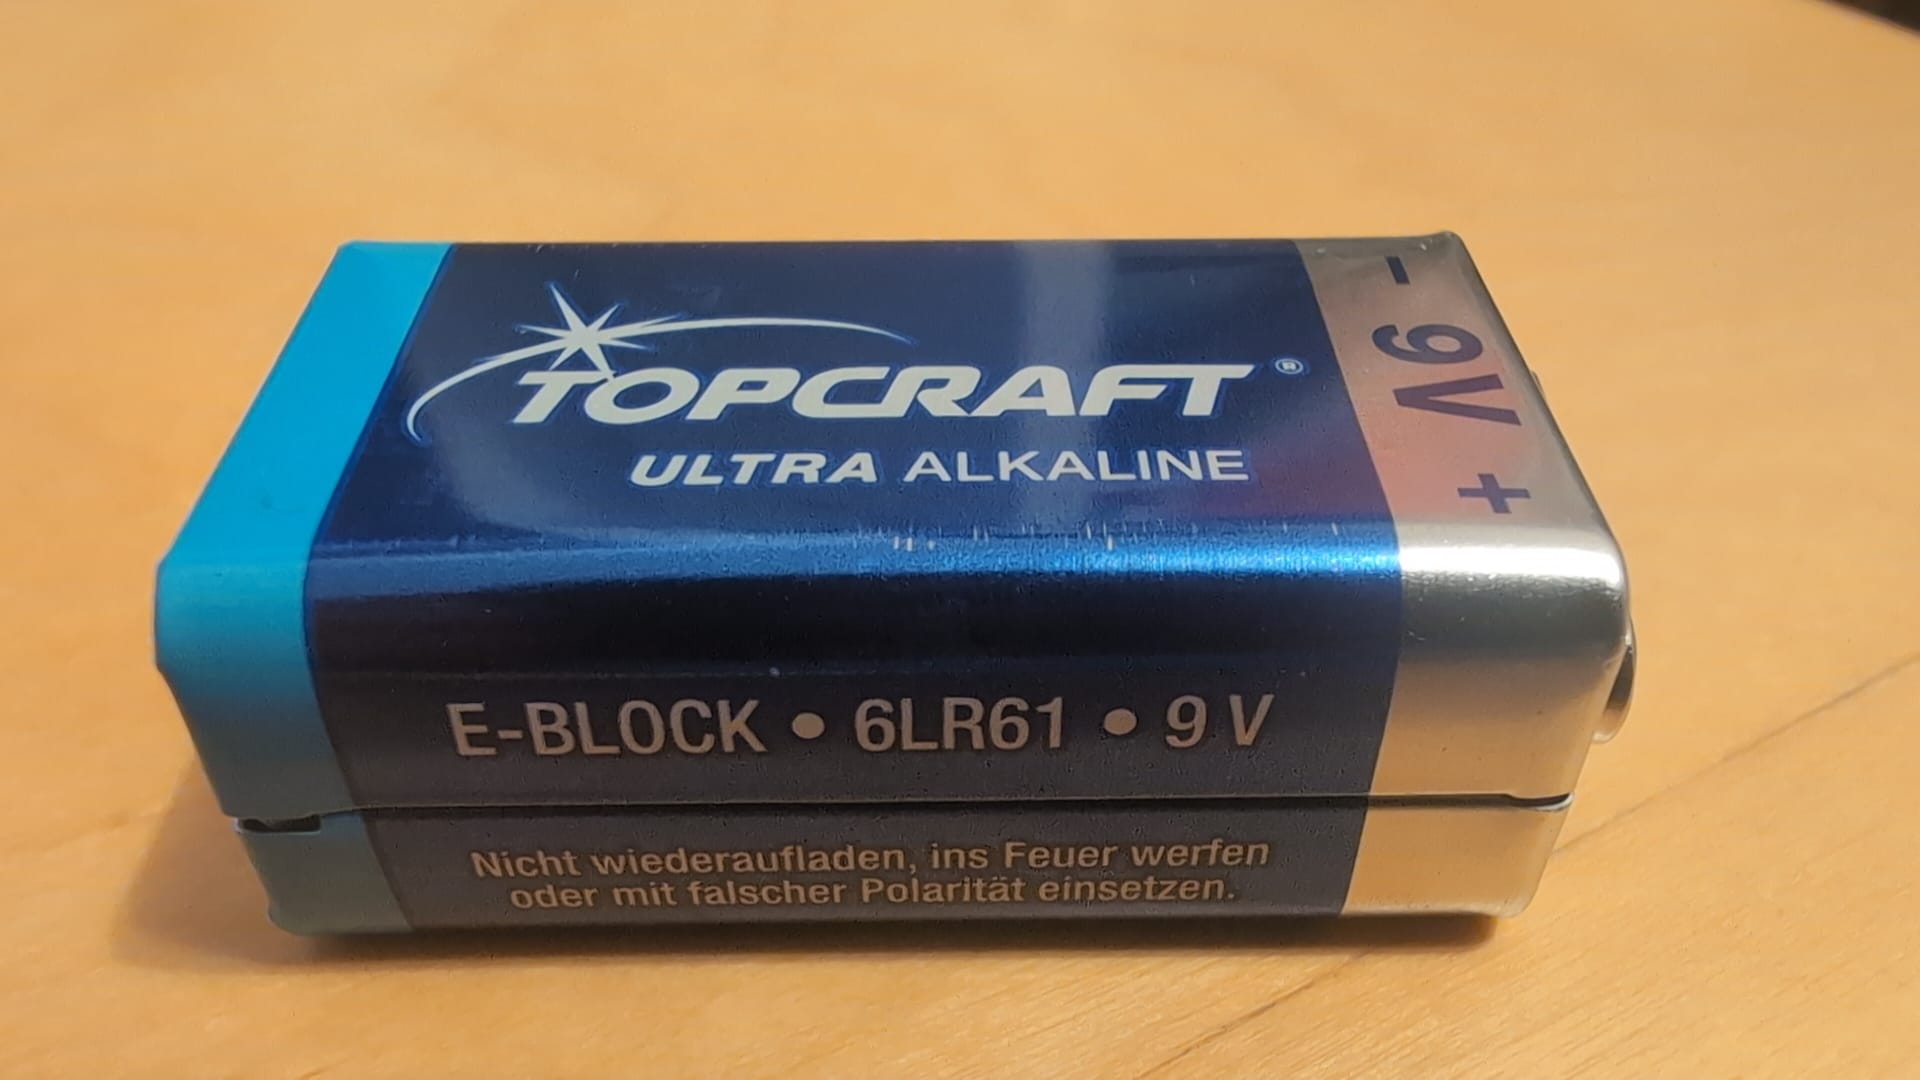 TOPCRAFT®
ULTRA ALKALINE
- 9V +
E-BLOCK • 6LR61 • 9 V
Nicht wiederaufladen, ins Feuer werfen
oder mit falscher Polarität einsetzen.